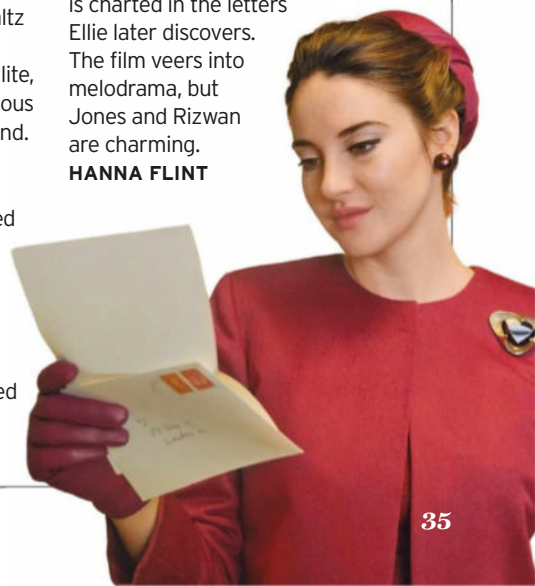 ltz
lite,
ous
nd.
ed
ed
is charted in the letters
Ellie later discovers.
The film veers into
melodrama, but
Jones and Rizwan
are charming.
HANNA FLINT
35